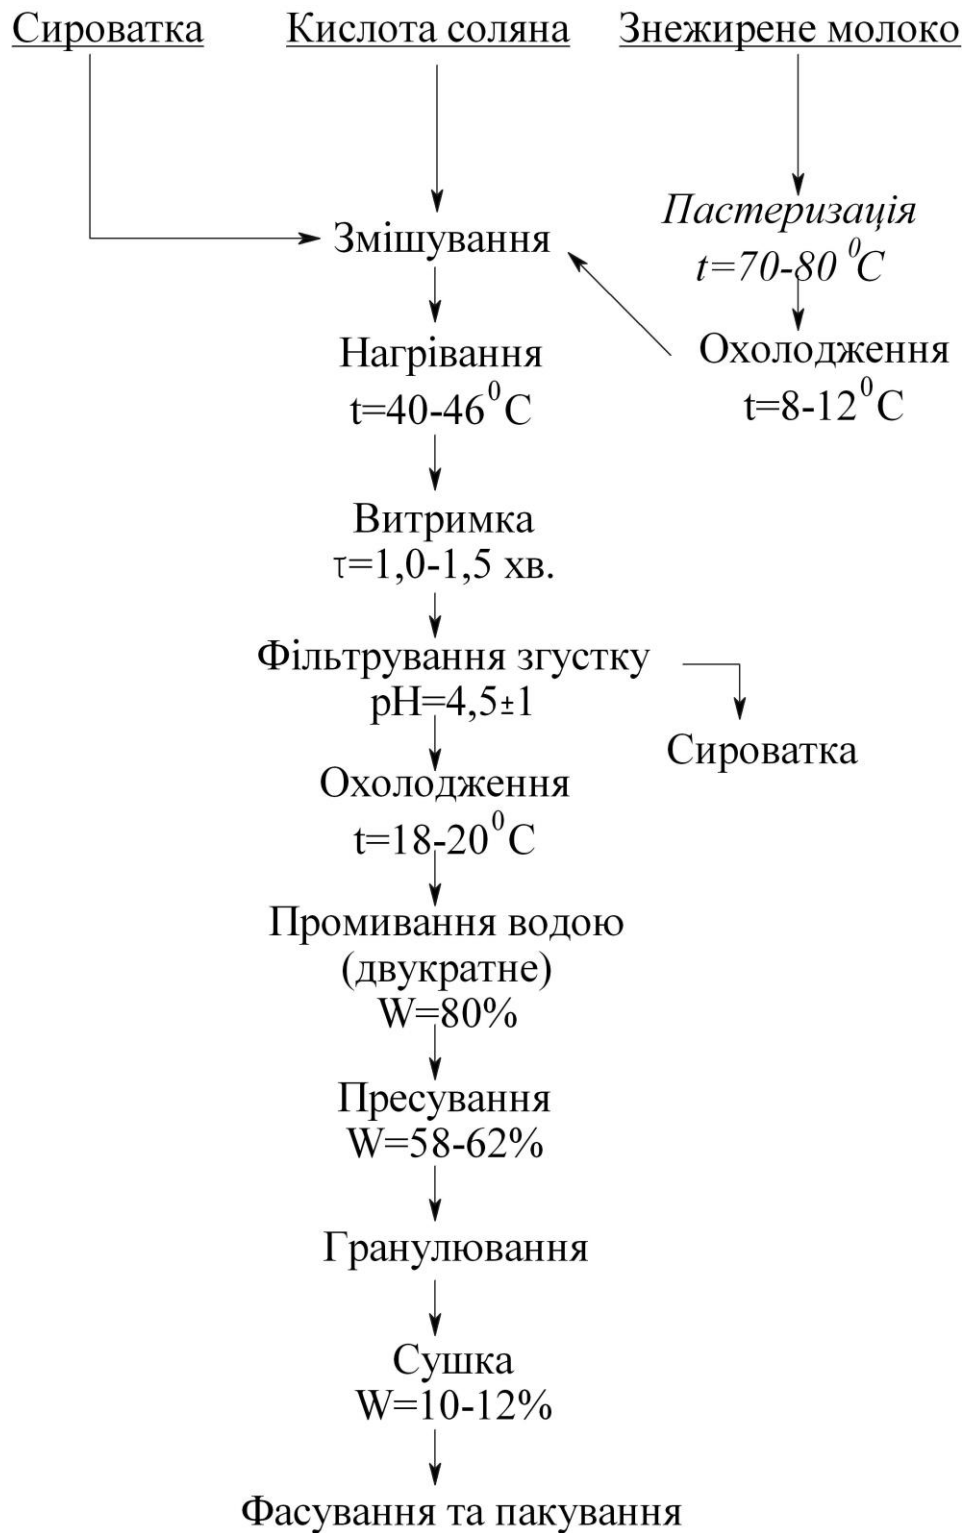 Сироватка
Кислота соляна
Знежирене молоко
Пастеризація
t=70-80 ⁰C
Змішування
Охолодження
t=8-12⁰C
Нагрівання
t=40-46⁰C
Витримка
τ=1,0-1,5 хв.
Фільтрування згустку
pH=4,5±1
Сироватка
Охолодження
t=18-20⁰C
Промивання водою
(двукратне)
W=80%
Пресування
W=58-62%
Гранулювання
Сушка
W=10-12%
Фасування та пакування